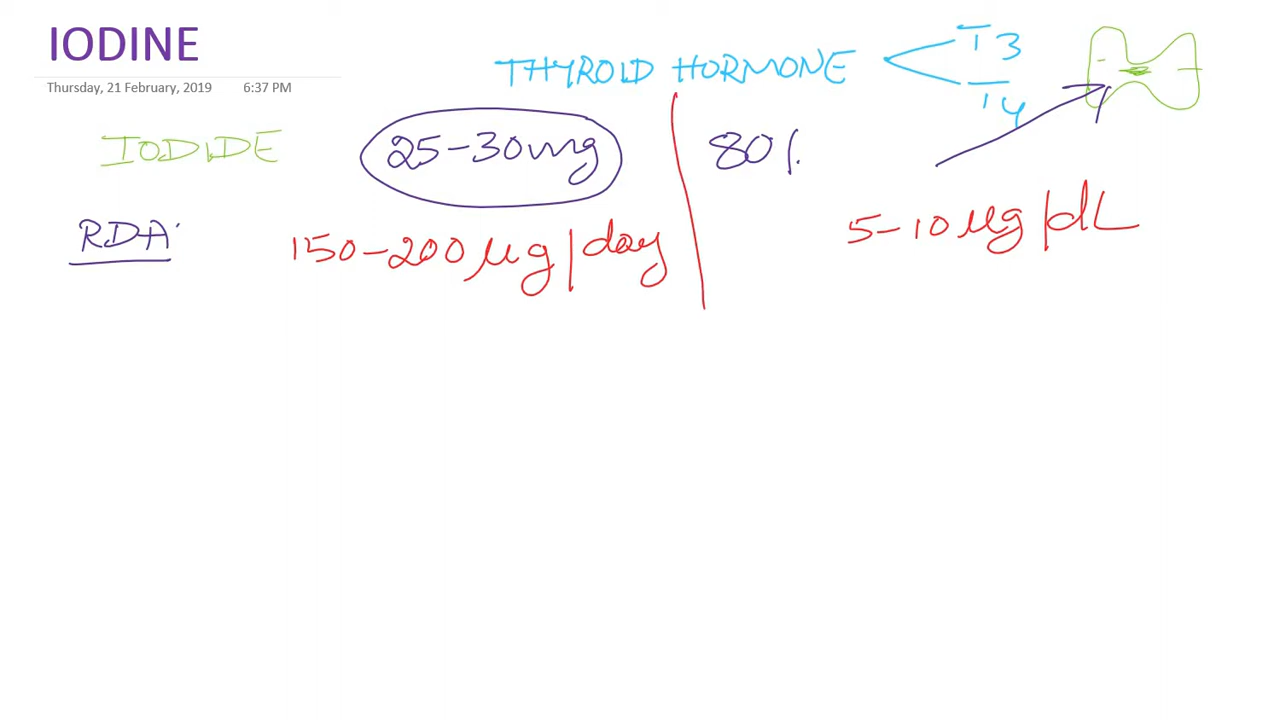 IODINE
Thursday, 21 February, 2019 6:37 PM
THYROID HORMONE
T3
T4
IODIDE
25-30mg
80%
RDA
150-200 μg/day
5-10 μg/dL